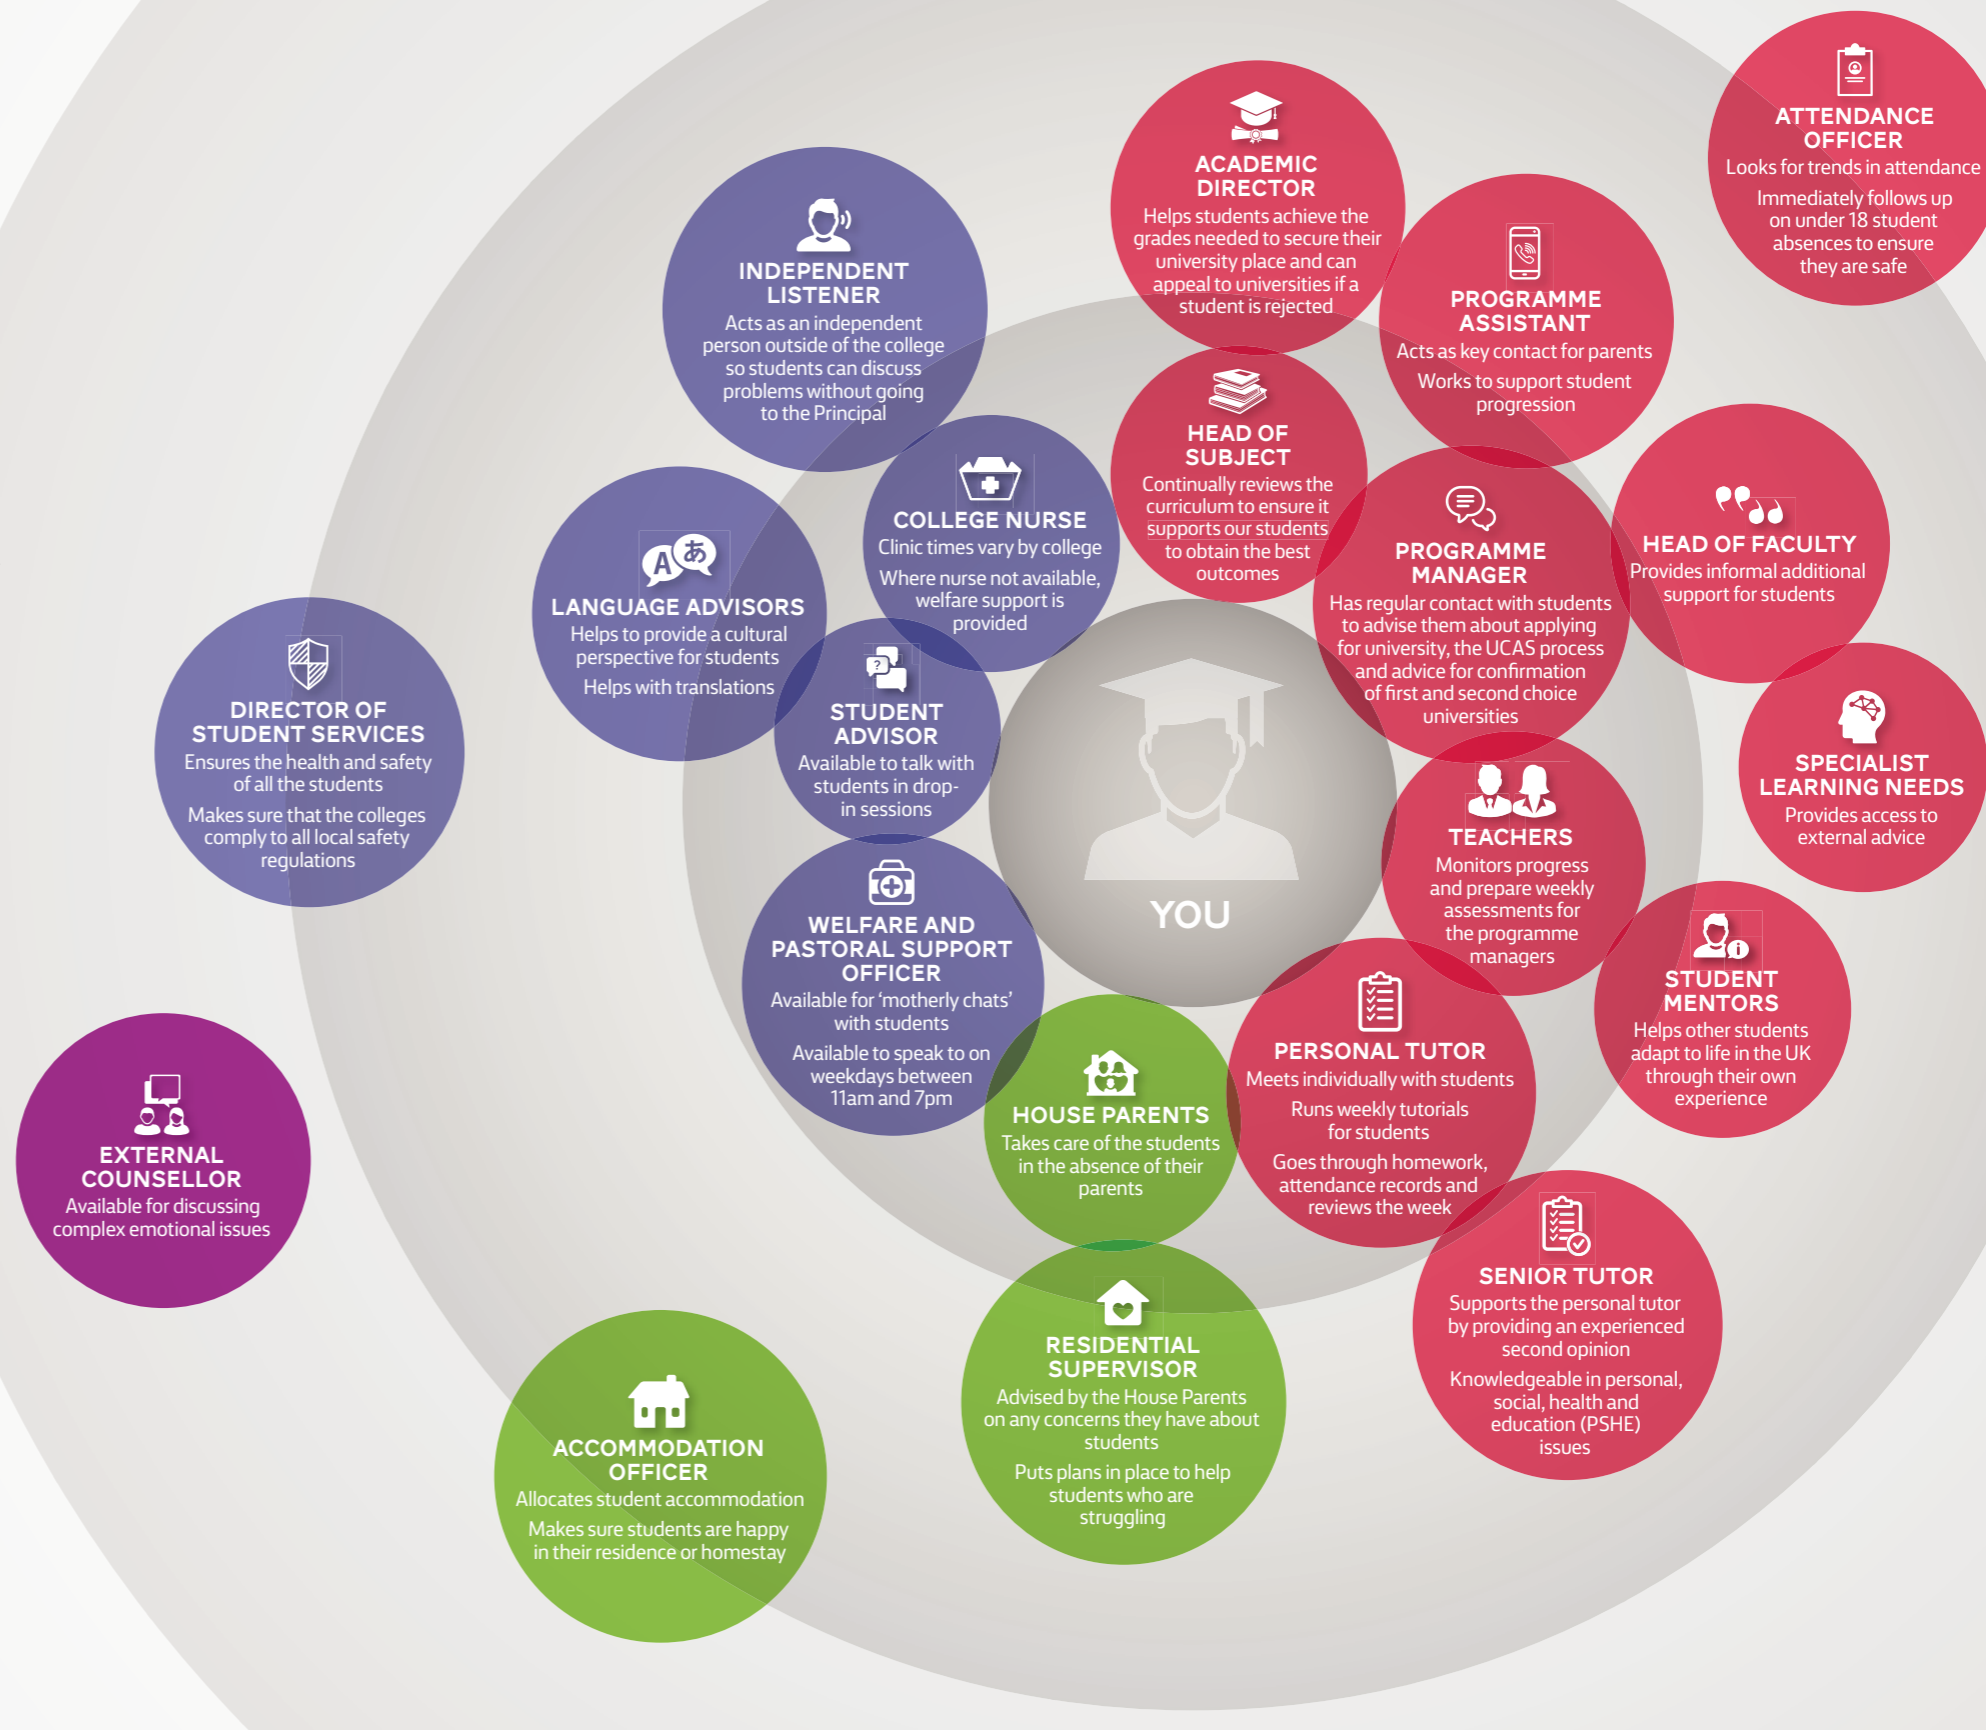 ATTENDANCE
OFFICER
Looks for trends in attendance
Immediately follows up
on under 18 student
absences to ensure
they are safe
ACADEMIC
DIRECTOR
Helps students achieve the
grades needed to secure their
university place and can
appeal to universities if a
student is rejected
PROGRAMME
ASSISTANT
Acts as key contact for parents
Works to support student
progression
INDEPENDENT
LISTENER
Acts as an independent
person outside of the college
so students can discuss
problems without going
to the Principal
HEAD OF
SUBJECT
Continually reviews the
curriculum to ensure it
supports our students
to obtain the best
outcomes
COLLEGE NURSE
Clinic times vary by college
Where nurse not available,
welfare support is
provided
PROGRAMME
MANAGER
Has regular contact with students
to advise them about applying
for university, the UCAS process
and advice for confirmation
of first and second choice
universities
HEAD OF FACULTY
Provides informal additional
support for students
A あ
LANGUAGE ADVISORS
Helps to provide a cultural
perspective for students
Helps with translations
?
STUDENT
ADVISOR
Available to talk with
students in drop-
in sessions
DIRECTOR OF
STUDENT SERVICES
Ensures the health and safety
of all the students
Makes sure that the colleges
comply to all local safety
regulations
SPECIALIST
LEARNING NEEDS
Provides access to
external advice
TEACHERS
Monitors progress
and prepare weekly
assessments for
the programme
managers
YOU
WELFARE AND
PASTORAL SUPPORT
OFFICER
Available for ‘motherly chats’
with students
Available to speak to on
weekdays between
11am and 7pm
i
STUDENT
MENTORS
Helps other students
adapt to life in the UK
through their own
experience
PERSONAL TUTOR
Meets individually with students
Runs weekly tutorials
for students
Goes through homework,
attendance records and
reviews the week
HOUSE PARENTS
Takes care of the students
in the absence of their
parents
EXTERNAL
COUNSELLOR
Available for discussing
complex emotional issues
SENIOR TUTOR
Supports the personal tutor
by providing an experienced
second opinion
Knowledgeable in personal,
social, health and
education (PSHE)
issues
RESIDENTIAL
SUPERVISOR
Advised by the House Parents
on any concerns they have about
students
Puts plans in place to help
students who are
struggling
ACCOMMODATION
OFFICER
Allocates student accommodation
Makes sure students are happy
in their residence or homestay